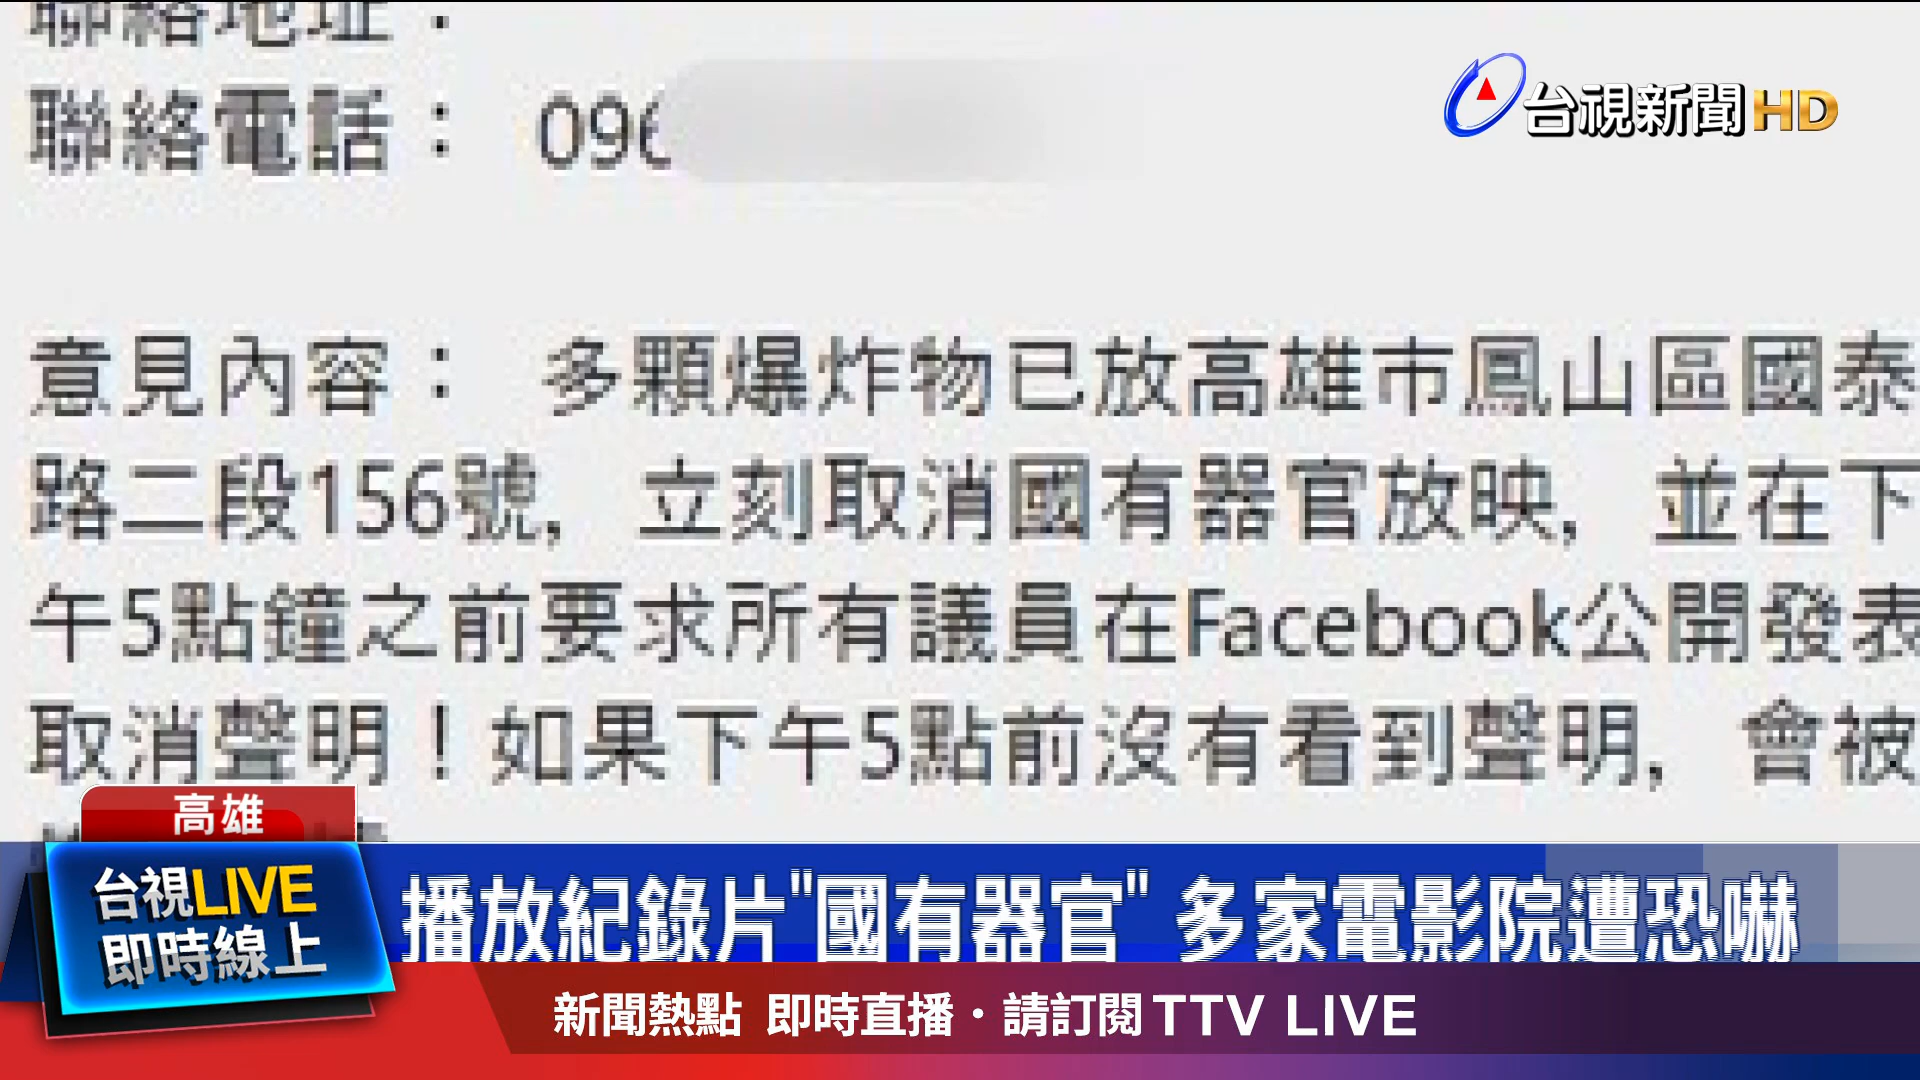 聯絡地址：
台視新聞HD
聯絡電話： 096
意見內容： 多顆爆炸物已放高雄市鳳山區國泰
路二段156號, 立刻取消國有器官放映, 並在下
午5點鐘之前要求所有議員在Facebook公開發表
取消聲明！如果下午5點前沒有看到聲明, 會被
高雄
台視LIVE
即時線上
播放紀錄片"國有器官" 多家電影院遭恐嚇
新聞熱點 即時直播・請訂閱TTV LIVE